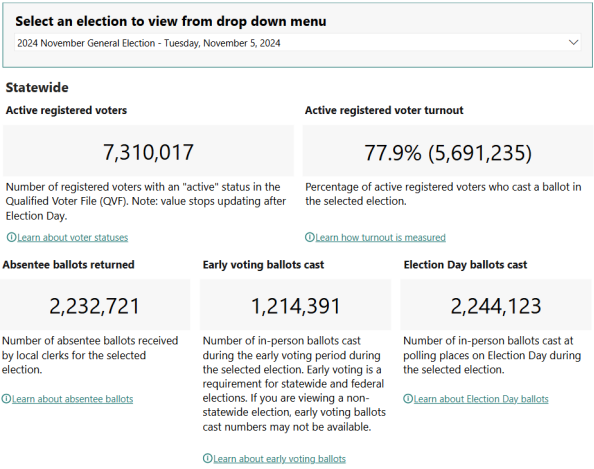 Select an election to view from drop down menu
2024 November General Election - Tuesday, November 5, 2024
Statewide
Active registered voters
7,310,017
Number of registered voters with an "active" status in the
Qualified Voter File (QVF). Note: value stops updating after
Election Day.
Learn about voter statuses
Active registered voter turnout
77.9% (5,691,235)
Percentage of active registered voters who cast a ballot in
the selected election.
Learn how turnout is measured
Absentee ballots returned
2,232,721
Number of absentee ballots received
by local clerks for the selected
election.
Learn about absentee ballots
Early voting ballots cast
1,214,391
Number of in-person ballots cast
during the early voting period during
the selected election. Early voting is a
requirement for statewide and federal
elections. If you are viewing a non-
statewide election, early voting ballots
cast numbers may not be available.
Learn about early voting ballots
Election Day ballots cast
2,244,123
Number of in-person ballots cast at
polling places on Election Day during
the selected election.
Learn about Election Day ballots